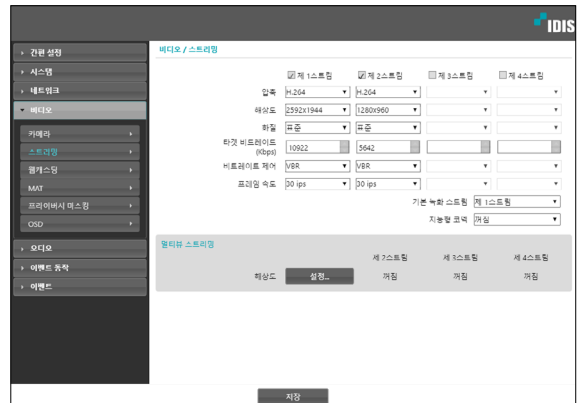 IDIS
간편 설정
시스템
네트워크
비디오
카메라
스트리밍
웹캐스팅
MAT
프라이버시 마스킹
OSD
오디오
이벤트 동작
이벤트
비디오 / 스트리밍
제 1스트림 제 2스트림 제 3스트림 제 4스트림
압축 H.264 H.264
해상도 2592x1944 1280x960
화질 표준 표준
타겟 비트레이트
(Kbps) 10922 5642
비트레이트 제어 VBR VBR
프레임 속도 30 ips 30 ips
기본 녹화 스트림 제 1스트림
지능형 코덱 꺼짐
멀티뷰 스트리밍
제 2스트림 제 3스트림 제 4스트림
해상도 설정... 꺼짐 꺼짐 꺼짐
저장